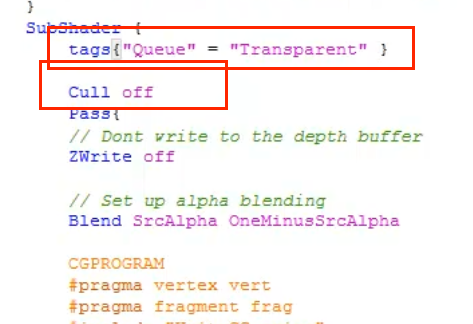 }
SubShader {
tags{"Queue" = "Transparent" }
Cull off
Pass{
// Dont write to the depth buffer
ZWrite off
// Set up alpha blending
Blend SrcAlpha OneMinusSrcAlpha
CGPROGRAM
#pragma vertex vert
#pragma fragment frag